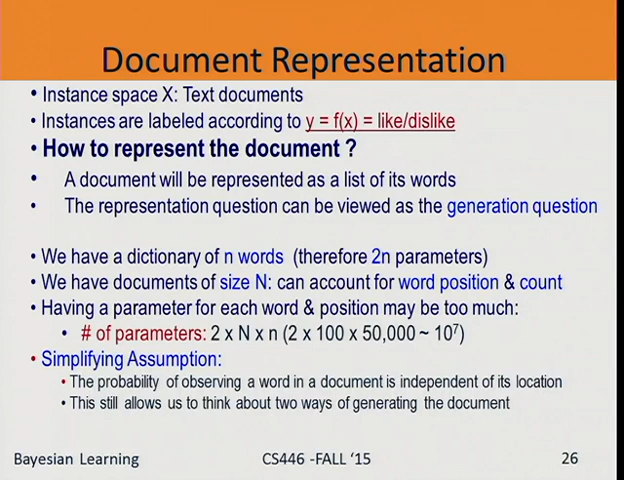 Document Representation
• Instance space X: Text documents
• Instances are labeled according to y = f(x) = like/dislike
• How to represent the document ?
• A document will be represented as a list of its words
• The representation question can be viewed as the generation question
• We have a dictionary of n words (therefore 2n parameters)
• We have documents of size N: can account for word position & count
• Having a parameter for each word & position may be too much:
• # of parameters: 2 x N x n (2 x 100 x 50,000 ~ 10⁷)
• Simplifying Assumption:
• The probability of observing a word in a document is independent of its location
• This still allows us to think about two ways of generating the document
Bayesian Learning CS446 -FALL ‘15 26